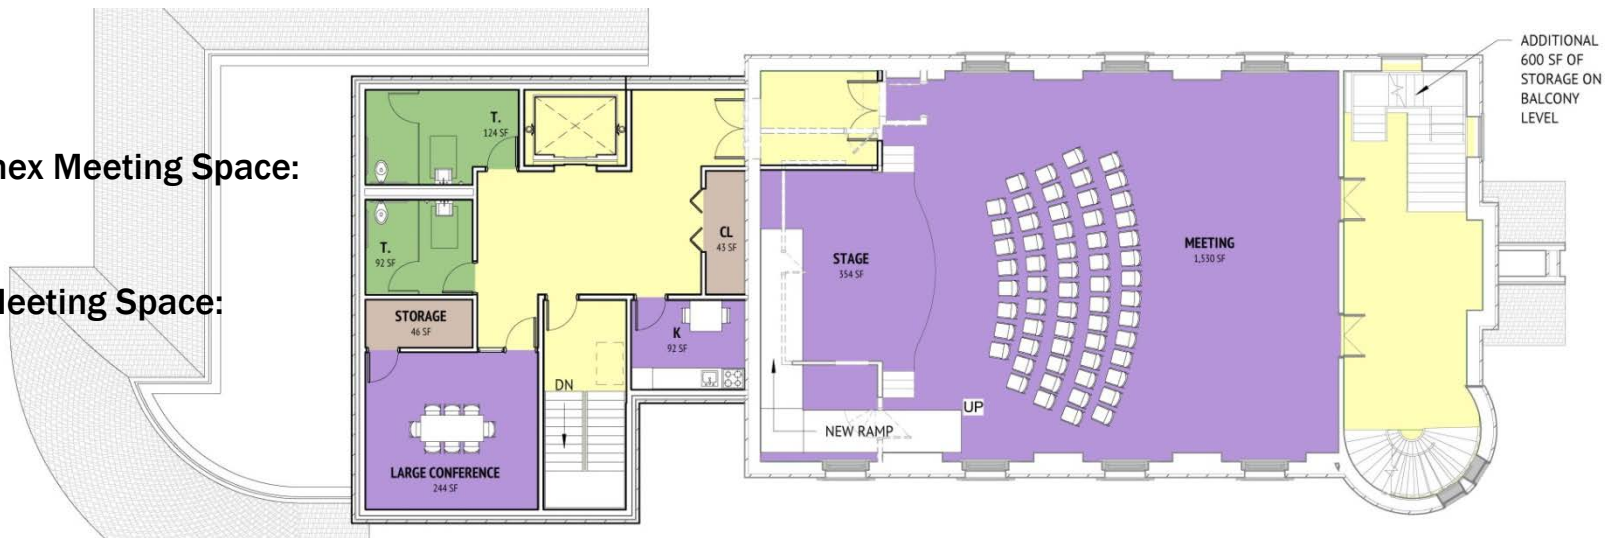 nex Meeting Space:
Meeting Space:
T.
124 SF
T.
92 SF
STORAGE
46 SF
LARGE CONFERENCE
244 SF
DN
CL
43 SF
K
92 SF
STAGE
354 SF
NEW RAMP
UP
MEETING
1,530 SF
ADDITIONAL
600 SF OF
STORAGE ON
BALCONY
LEVEL